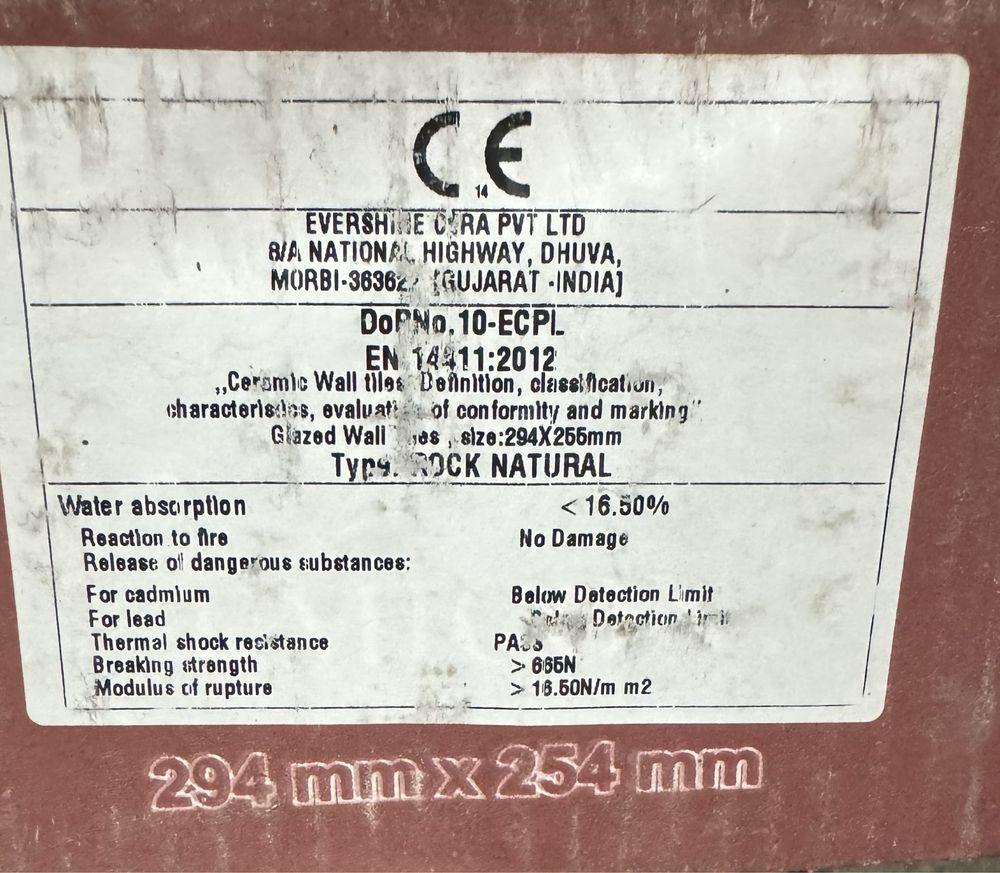 CE
14
EVERSHINE CERA PVT LTD
8/A NATIONAL HIGHWAY, DHUVA,
[GUJARAT -INDIA]
DoPNo.10-ECPL
EN 14411:2012
„Ceramic Wall tiles Definition, classification,
characteristics, evaluation of conformity and marking"
Glazed Wall size:294X255mm
Type. ROCK NATURAL
Water absorption < 16.50%
Reaction to fire No Damage
Release of dangerous substances:
For cadmium Below Detection Limit
For lead Below Detection Limit
Thermal shock resistance PASS
Breaking strength > 665N
Modulus of rupture > 16.50N/m m2
294 mm x 254 mm